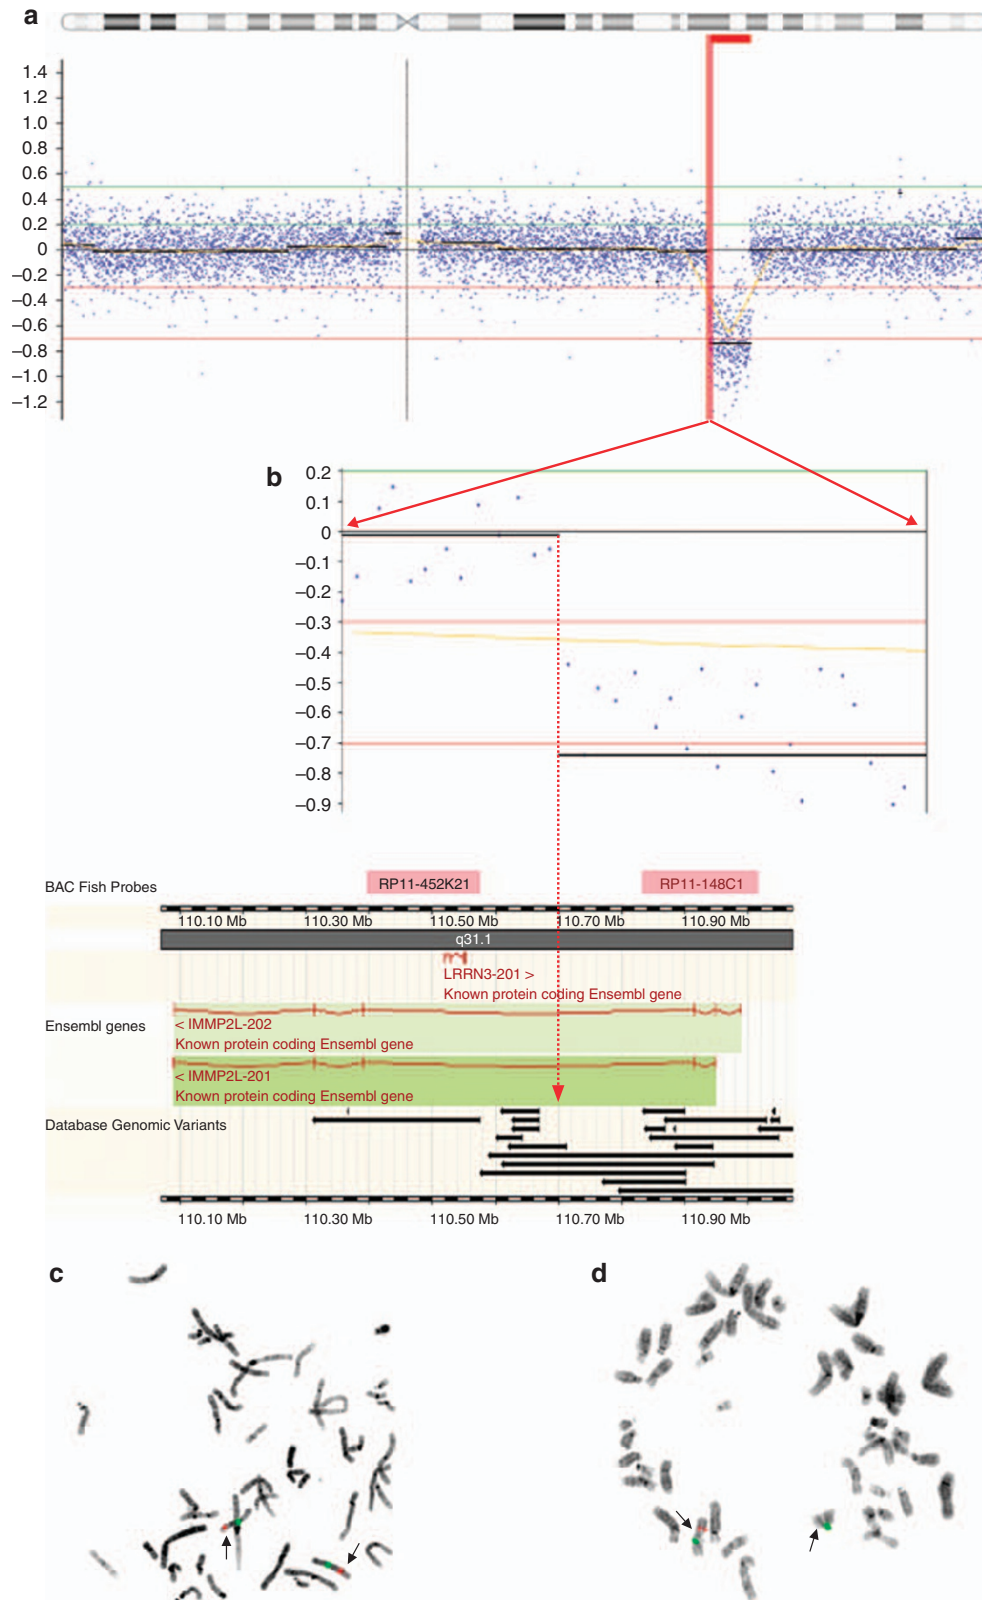 a
1.4
1.2
1.0
0.8
0.6
0.4
0.2
0
−0.2
−0.4
−0.6
−0.8
−1.0
−1.2
b
0.2
0.1
0
−0.1
−0.2
−0.3
−0.4
−0.5
−0.6
−0.7
−0.8
−0.9
BAC Fish Probes
RP11-452K21 RP11-148C1
110.10 Mb 110.30 Mb 110.50 Mb 110.70 Mb 110.90 Mb
q31.1
LRRN3-201 >
Known protein coding Ensembl gene
Ensembl genes
< IMMP2L-202
Known protein coding Ensembl gene
< IMMP2L-201
Known protein coding Ensembl gene
Database Genomic Variants
110.10 Mb 110.30 Mb 110.50 Mb 110.70 Mb 110.90 Mb
c d